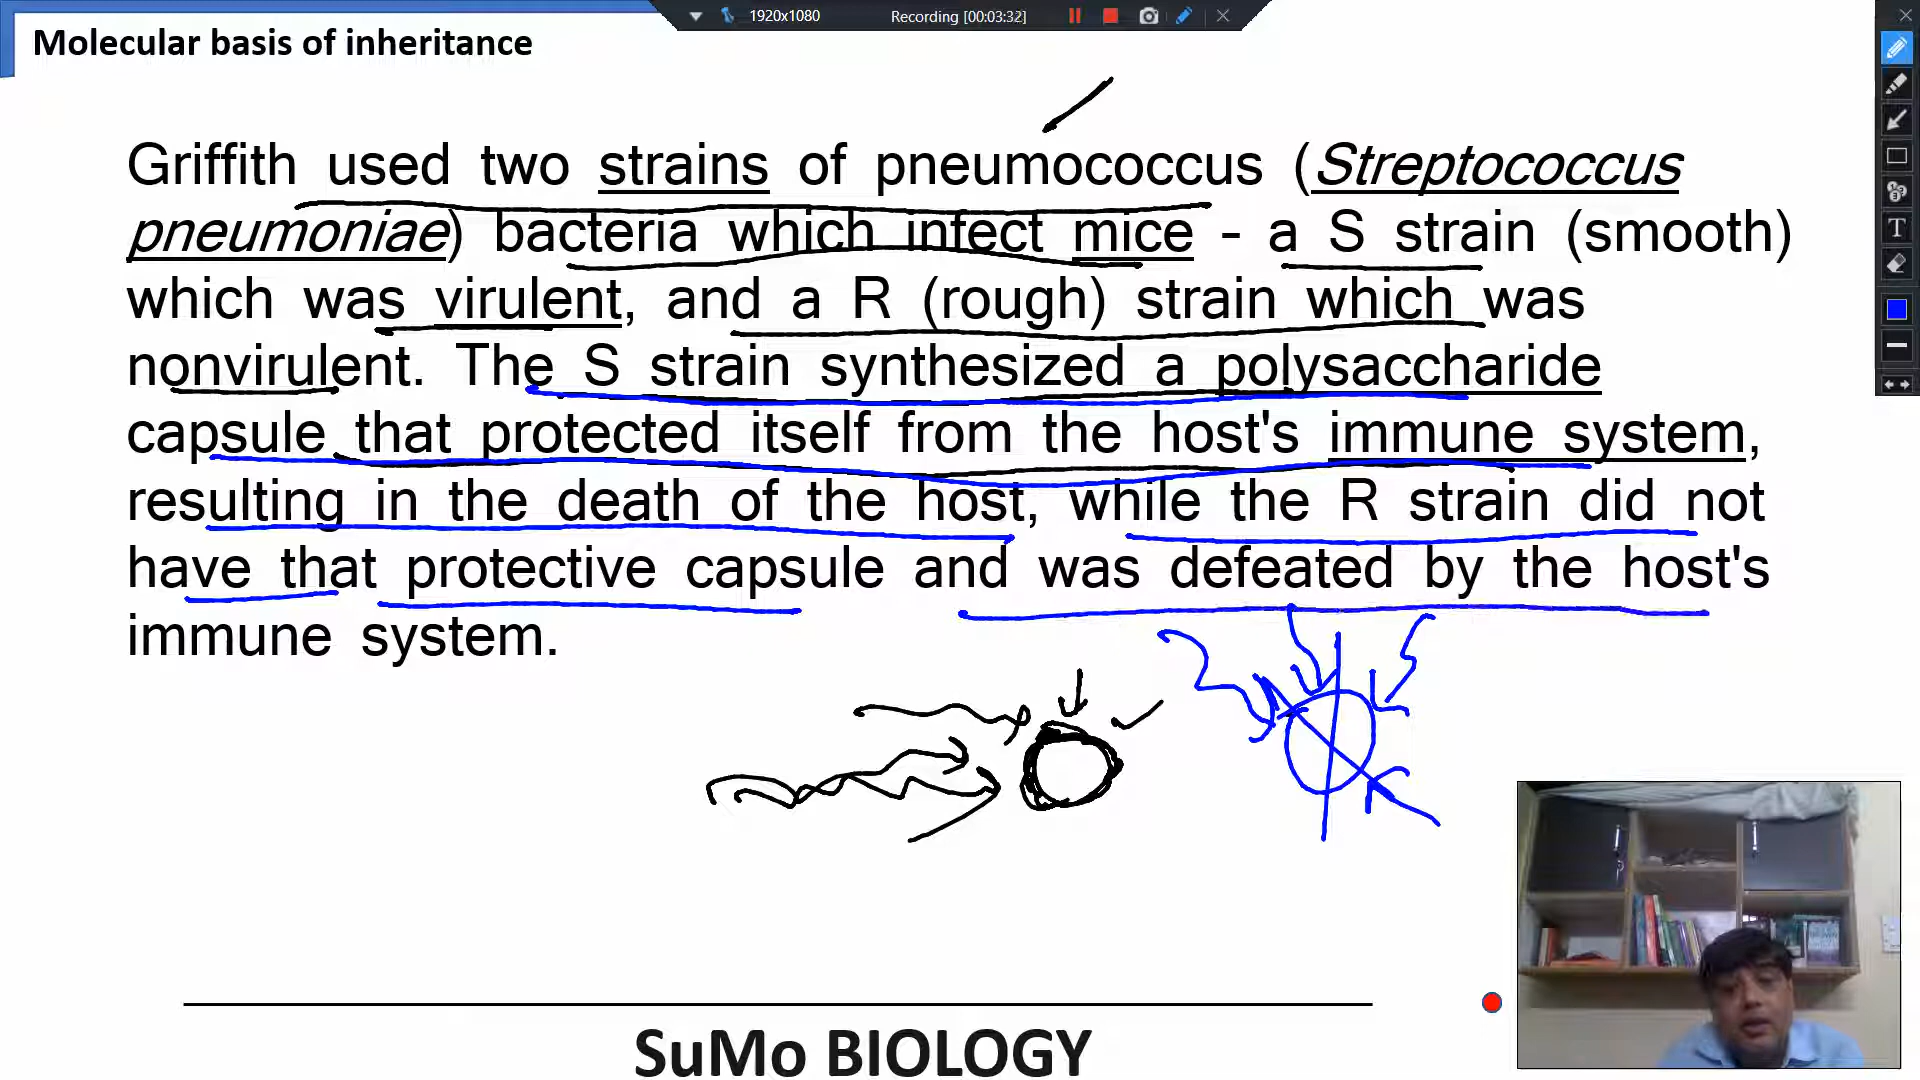 1920x1080 Recording [00:03:32]
Molecular basis of inheritance
Griffith used two strains of pneumococcus (Streptococcus
pneumoniae) bacteria which infect mice - a S strain (smooth)
which was virulent, and a R (rough) strain which was
nonvirulent. The S strain synthesized a polysaccharide
capsule that protected itself from the host's immune system,
resulting in the death of the host, while the R strain did not
have that protective capsule and was defeated by the host's
immune system.
SuMo BIOLOGY